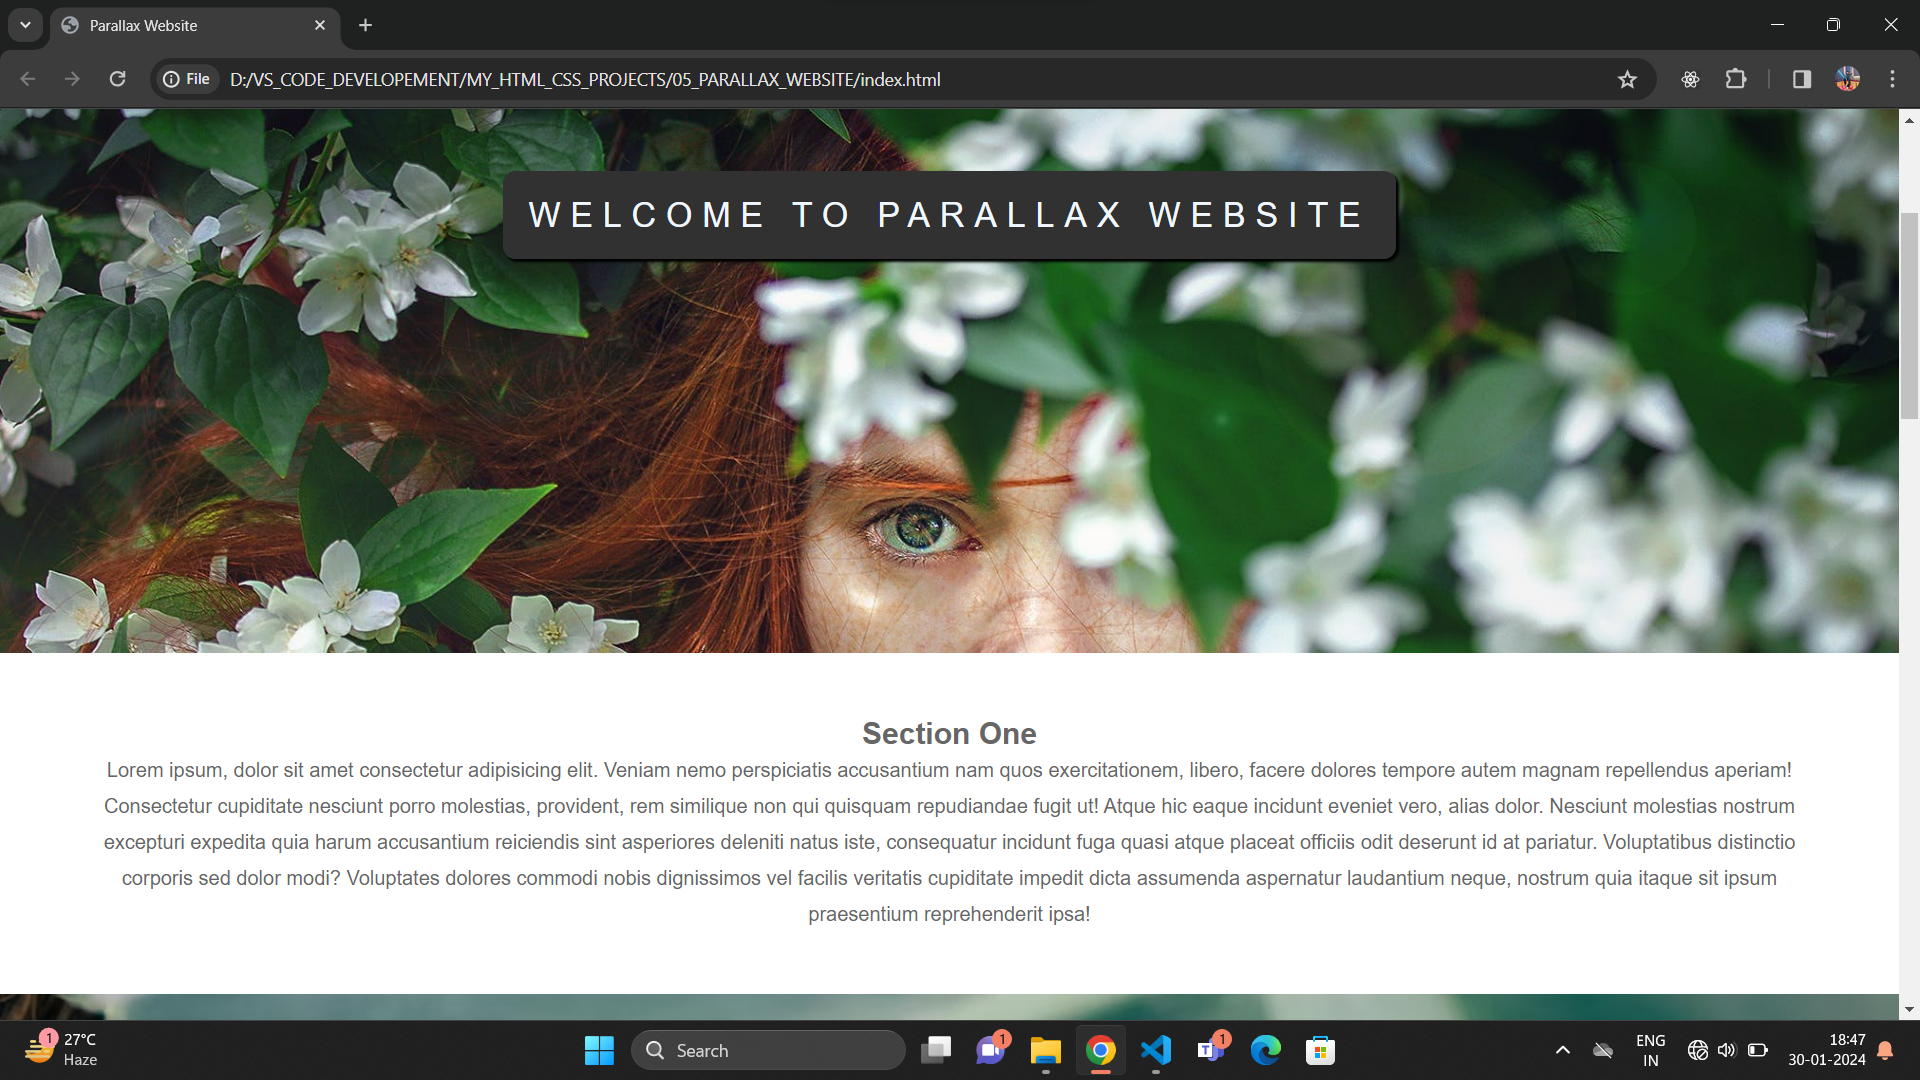 Parallax Website
File
D:/VS_CODE_DEVELOPEMENT/MY_HTML_CSS_PROJECTS/05_PARALLAX_WEBSITE/index.html
WELCOME TO PARALLAX WEBSITE
Section One
Lorem ipsum, dolor sit amet consectetur adipisicing elit. Veniam nemo perspiciatis accusantium nam quos exercitationem, libero, facere dolores tempore autem magnam repellendus aperiam!
Consectetur cupiditate nesciunt porro molestias, provident, rem similique non qui quisquam repudiandae fugit ut! Atque hic eaque incidunt eveniet vero, alias dolor. Nesciunt molestias nostrum
excepturi expedita quia harum accusantium reiciendis sint asperiores deleniti natus iste, consequatur incidunt fuga quasi atque placeat officiis odit deserunt id at pariatur. Voluptatibus distinctio
corporis sed dolor modi? Voluptates dolores commodi nobis dignissimos vel facilis veritatis cupiditate impedit dicta assumenda aspernatur laudantium neque, nostrum quia itaque sit ipsum
praesentium reprehenderit ipsa!
1
27°C
Haze
Search
1
T
1
ENG
IN
18:47
30-01-2024